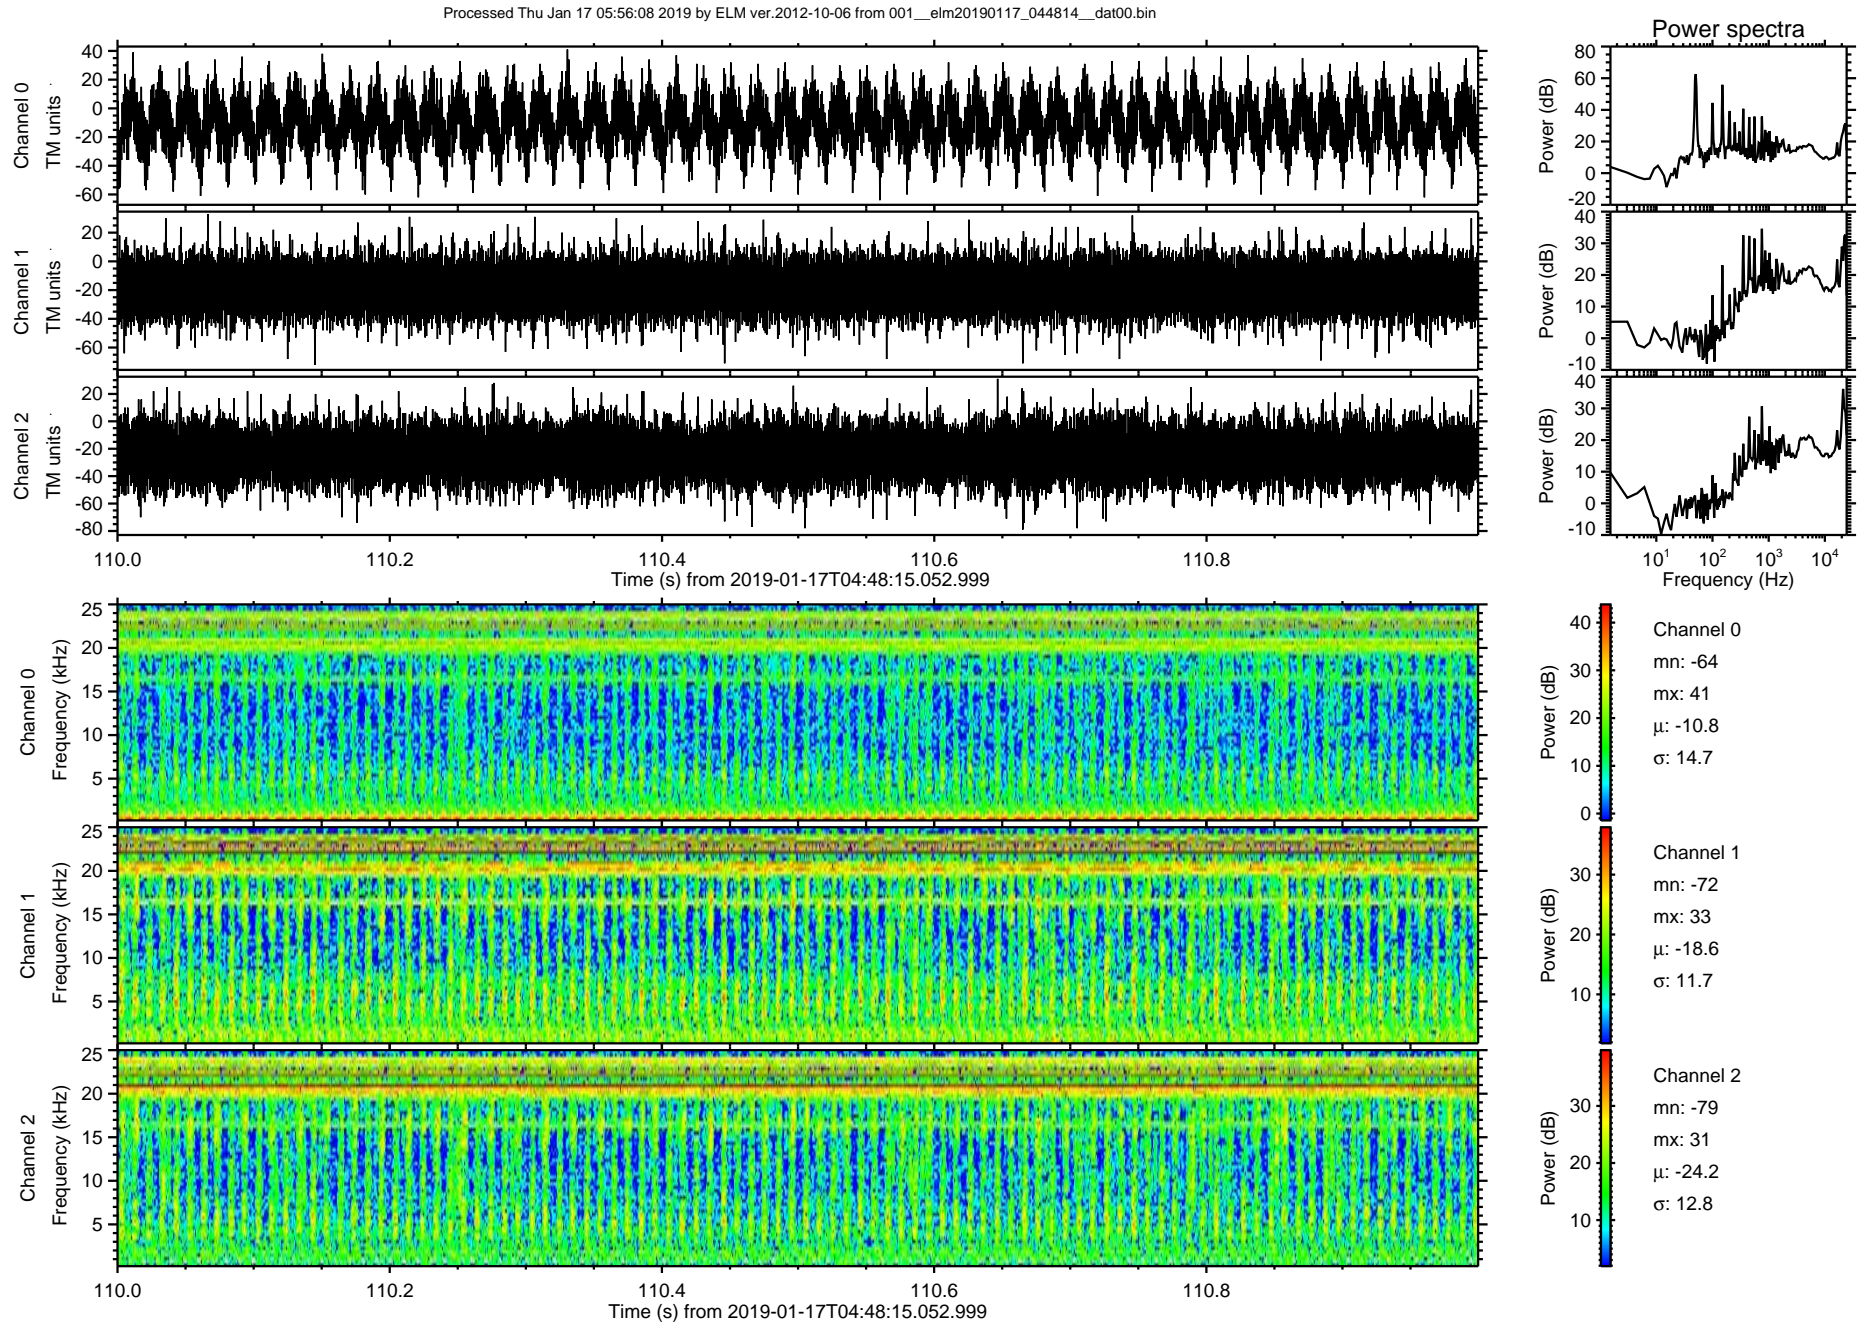 Processed Thu Jan 17 05:56:08 2019 by ELM ver.2012-10-06 from 001__elm20190117_044814__dat00.bin
Power spectra
Channel 0
TM units
40
20
0
-20
-40
-60
Power (dB)
80
60
40
20
0
-20
Channel 1
TM units
20
0
-20
-40
-60
Power (dB)
40
30
20
10
0
-10
Channel 2
TM units
20
0
-20
-40
-60
-80
Power (dB)
40
30
20
10
0
-10
110.0 110.2 110.4 110.6 110.8
Time (s) from 2019-01-17T04:48:15.052.999
10¹ 10² 10³ 10⁴
Frequency (Hz)
Channel 0
Frequency (kHz)
25
20
15
10
5
Power (dB)
40
30
20
10
0
Channel 0
mn: -64
mx: 41
μ: -10.8
σ: 14.7
Channel 1
Frequency (kHz)
25
20
15
10
5
Power (dB)
30
20
10
Channel 1
mn: -72
mx: 33
μ: -18.6
σ: 11.7
Channel 2
Frequency (kHz)
25
20
15
10
5
Power (dB)
30
20
10
Channel 2
mn: -79
mx: 31
μ: -24.2
σ: 12.8
110.0 110.2 110.4 110.6 110.8
Time (s) from 2019-01-17T04:48:15.052.999